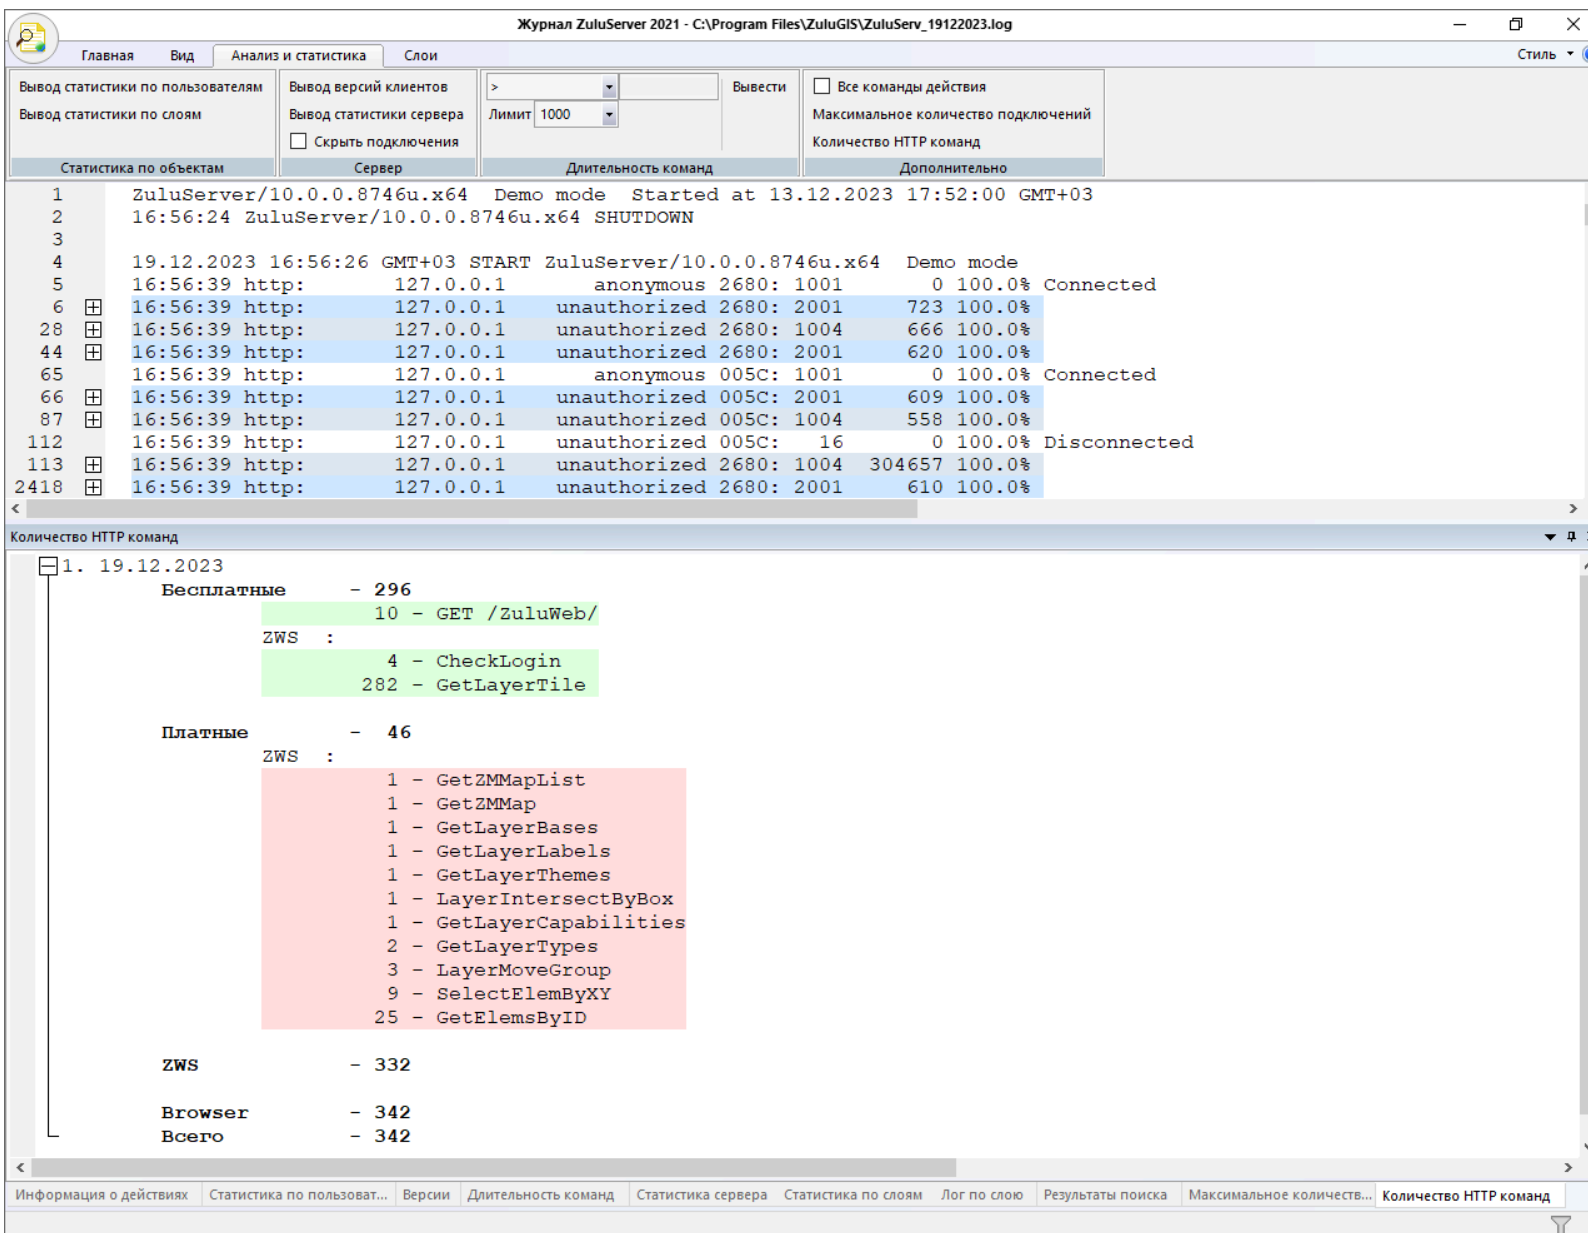 Журнал ZuluServer 2021 - C:\Program Files\ZuluGIS\ZuluServ_19122023.log
Главная Вид Анализ и статистика Слои Стиль
Вывод статистики по пользователям Вывод версий клиентов > Вывести Все команды действия
Вывод статистики по слоям Вывод статистики сервера Лимит 1000 Максимальное количество подключений
Скрыть подключения Количество HTTP команд
Статистика по объектам Сервер Длительность команд Дополнительно
1 ZuluServer/10.0.0.8746u.x64 Demo mode Started at 13.12.2023 17:52:00 GMT+03
2 16:56:24 ZuluServer/10.0.0.8746u.x64 SHUTDOWN
3
4 19.12.2023 16:56:26 GMT+03 START ZuluServer/10.0.0.8746u.x64 Demo mode
5 16:56:39 http: 127.0.0.1 anonymous 2680: 1001 0 100.0% Connected
6 16:56:39 http: 127.0.0.1 unauthorized 2680: 2001 723 100.0%
28 16:56:39 http: 127.0.0.1 unauthorized 2680: 1004 666 100.0%
44 16:56:39 http: 127.0.0.1 unauthorized 2680: 2001 620 100.0%
65 16:56:39 http: 127.0.0.1 anonymous 005C: 1001 0 100.0% Connected
66 16:56:39 http: 127.0.0.1 unauthorized 005C: 2001 609 100.0%
87 16:56:39 http: 127.0.0.1 unauthorized 005C: 1004 558 100.0%
112 16:56:39 http: 127.0.0.1 unauthorized 005C: 16 0 100.0% Disconnected
113 16:56:39 http: 127.0.0.1 unauthorized 2680: 1004 304657 100.0%
2418 16:56:39 http: 127.0.0.1 unauthorized 2680: 2001 610 100.0%
Количество HTTP команд
1. 19.12.2023
Бесплатные - 296
10 - GET /ZuluWeb/
ZWS :
4 - CheckLogin
282 - GetLayerTile
Платные - 46
ZWS :
1 - GetZMMapList
1 - GetZMMap
1 - GetLayerBases
1 - GetLayerLabels
1 - GetLayerThemes
1 - LayerIntersectByBox
1 - GetLayerCapabilities
2 - GetLayerTypes
3 - LayerMoveGroup
9 - SelectElemByXY
25 - GetElemsByID
ZWS - 332
Browser - 342
Всего - 342
Информация о действиях Статистика по пользоват... Версии Длительность команд Статистика сервера Статистика по слоям Лог по слою Результаты поиска Максимальное количеств... Количество HTTP команд